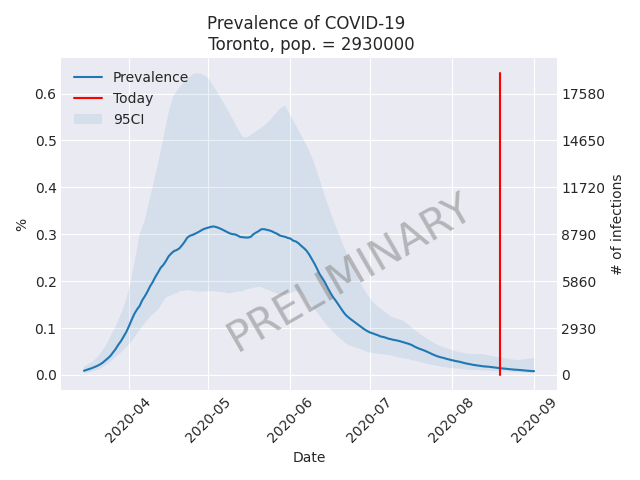 Prevalence of COVID-19
Toronto, pop. = 2930000
Prevalence
Today
95CI
0.6
0.5
0.4
0.3
0.2
0.1
0.0
%
17580
14650
11720
8790
5860
2930
0
# of infections
PRELIMINARY
2020-04
2020-05
2020-06
2020-07
2020-08
2020-09
Date